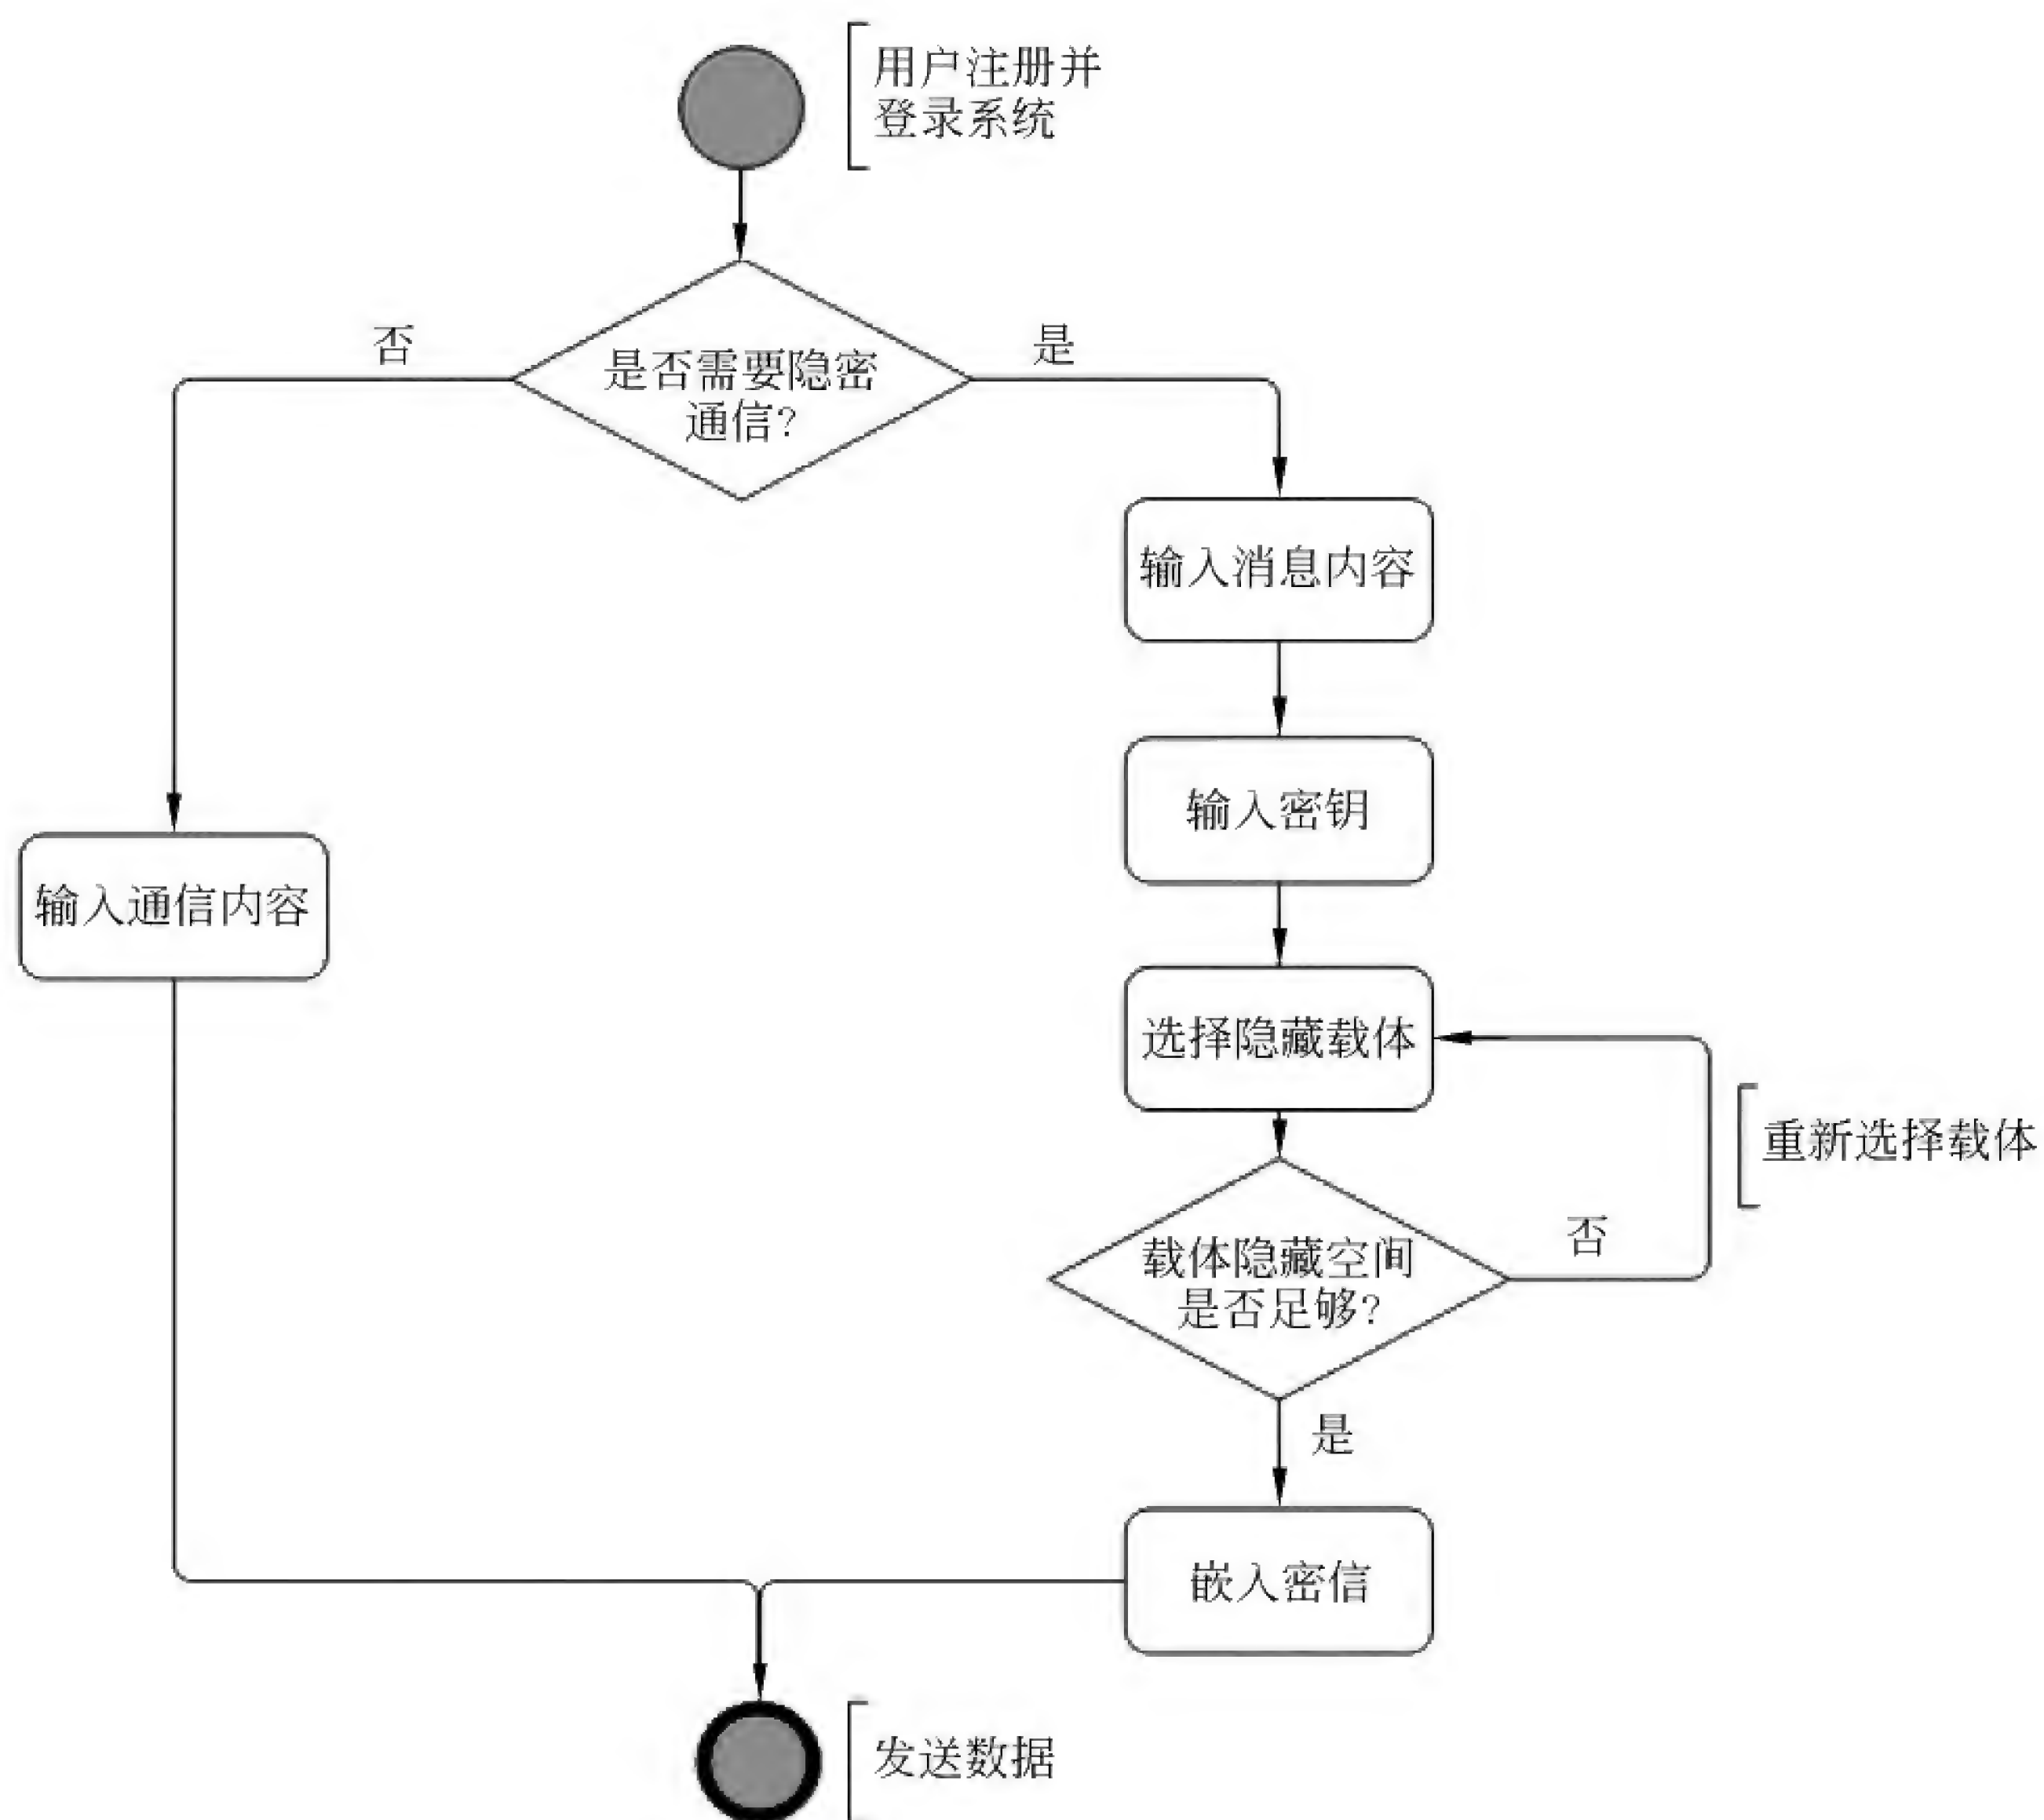 用户注册并
登录系统
否
是
是否需要隐密
通信?
输入消息内容
输入密钥
输入通信内容
选择隐藏载体
重新选择载体
否
载体隐藏空间
是否足够?
是
嵌入密信
发送数据